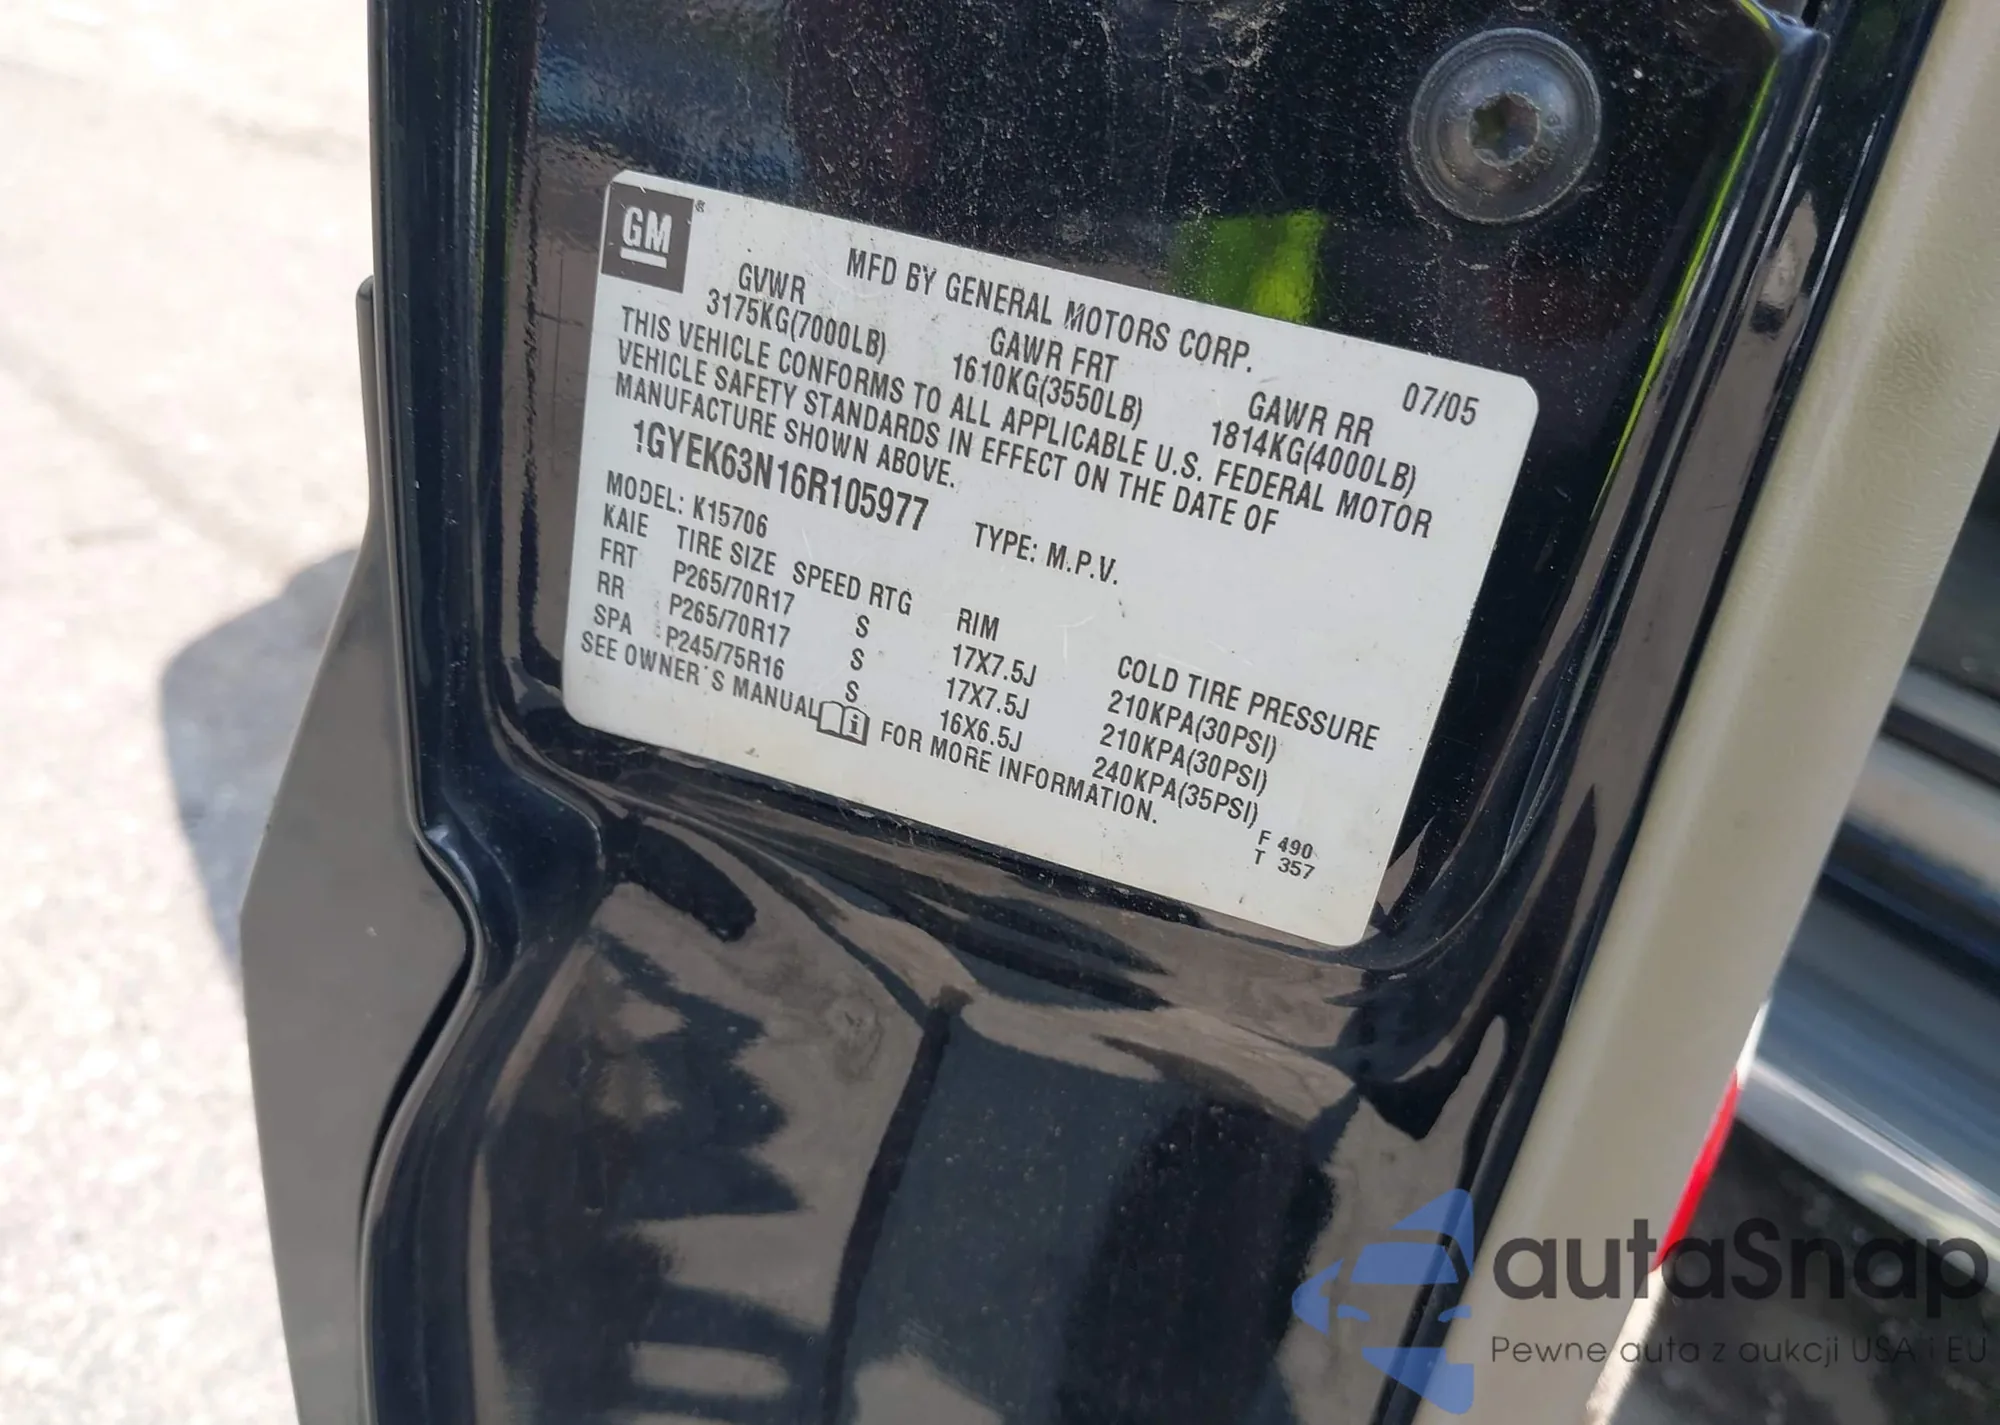 GM®
MFD BY GENERAL MOTORS CORP. 07/05
GVWR GAWR FRT GAWR RR
3175KG(7000LB) 1610KG(3550LB) 1814KG(4000LB)
THIS VEHICLE CONFORMS TO ALL APPLICABLE U.S. FEDERAL MOTOR
VEHICLE SAFETY STANDARDS IN EFFECT ON THE DATE OF
MANUFACTURE SHOWN ABOVE.
1GYEK63N16R105977 TYPE: M.P.V.
MODEL: K15706
KAIE TIRE SIZE SPEED RTG RIM COLD TIRE PRESSURE
FRT P265/70R17 S 17X7.5J 210KPA(30PSI)
RR P265/70R17 S 17X7.5J 210KPA(30PSI)
SPA P245/75R16 S 16X6.5J 240KPA(35PSI)
SEE OWNER'S MANUAL FOR MORE INFORMATION.
F 490
T 357
autaSnap
Pewne auta z aukcji USA i EU